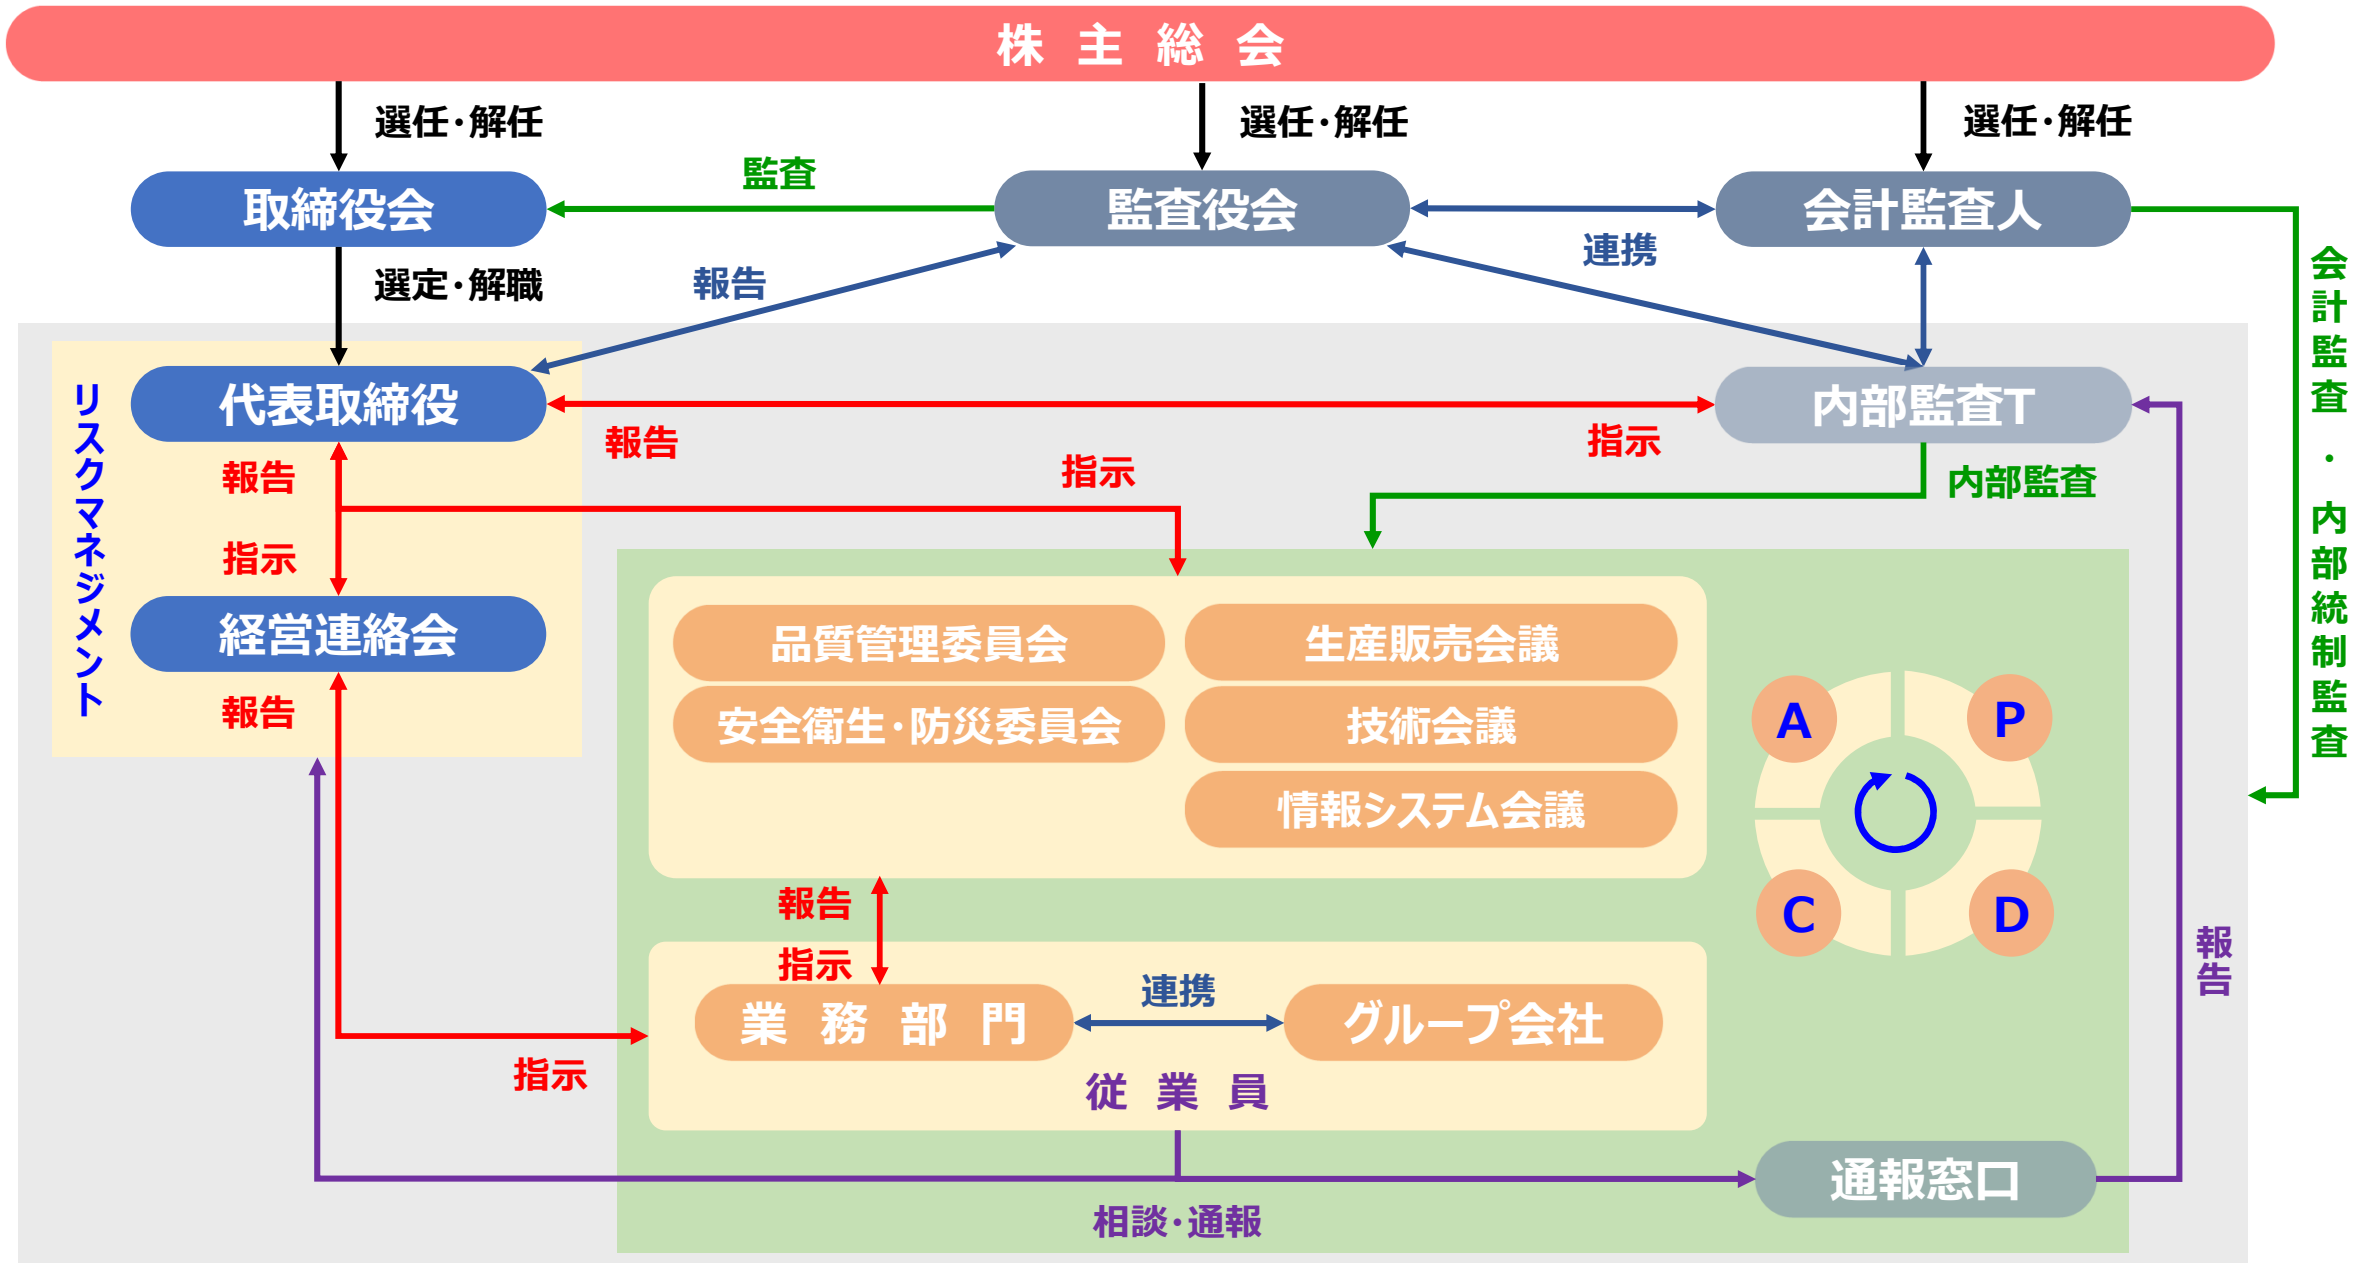 株 主 総 会
選任・解任
選任・解任
選任・解任
取締役会
監査
監査役会
会計監査人
連携
報告
選定・解職
会計監査・内部統制監査
リスクマネジメント
代表取締役
内部監査T
報告
指示
報告
指示
内部監査
指示
経営連絡会
報告
品質管理委員会
生産販売会議
安全衛生・防災委員会
技術会議
情報システム会議
A
P
C
D
報告
指示
業 務 部 門
連携
グループ会社
従 業 員
指示
報告
通報窓口
相談・通報